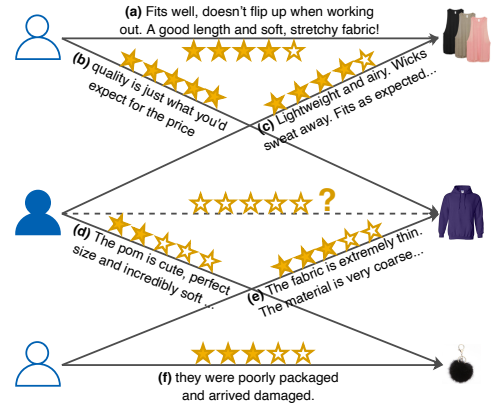 (a) Fits well, doesn't flip up when working
out. A good length and soft, stretchy fabric!
(b) quality is just what you'd
expect for the price
(c) Lightweight and airy. Wicks
sweat away. Fits as expected...
?
(d) The pom is cute, perfect
size and incredibly soft ...
(e) The fabric is extremely thin.
The material is very coarse...
(f) they were poorly packaged
and arrived damaged.